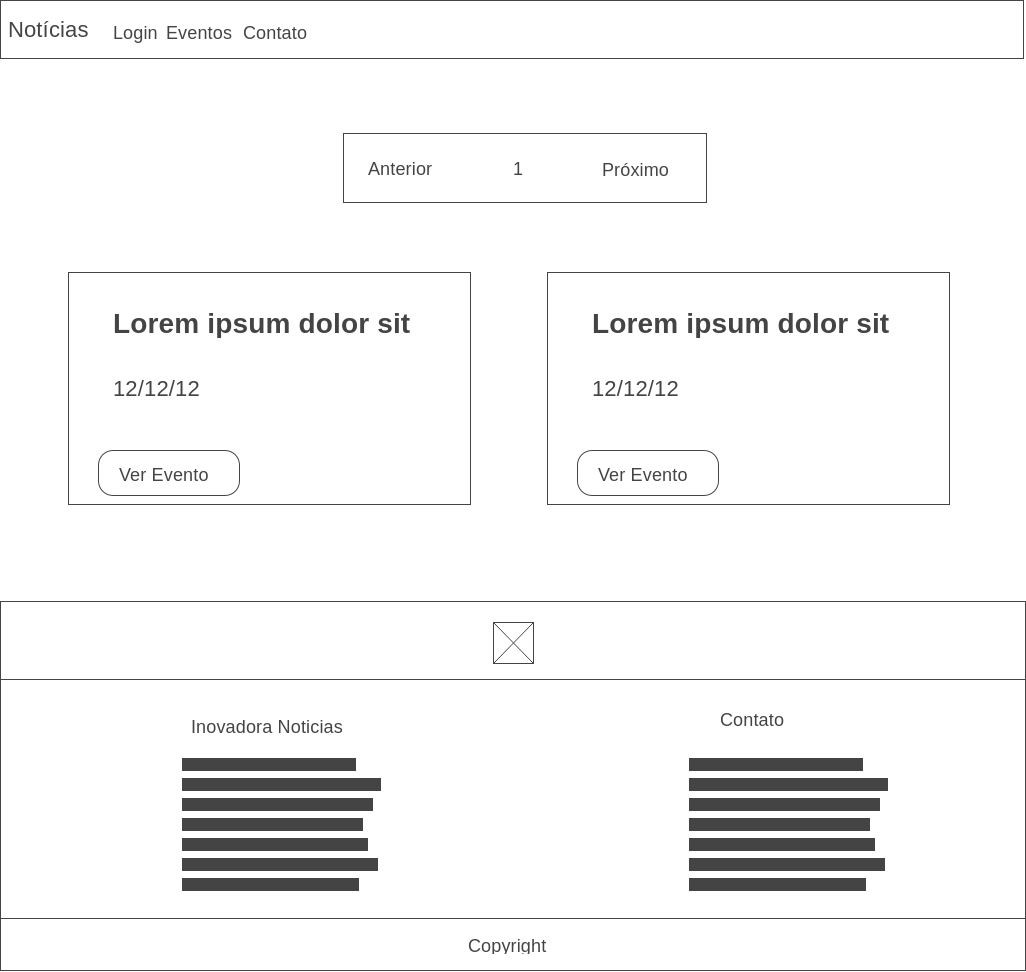 Notícias Login Eventos Contato
Anterior 1 Próximo
Lorem ipsum dolor sit
12/12/12
Ver Evento
Lorem ipsum dolor sit
12/12/12
Ver Evento
Inovadora Noticias
Contato
Copyright